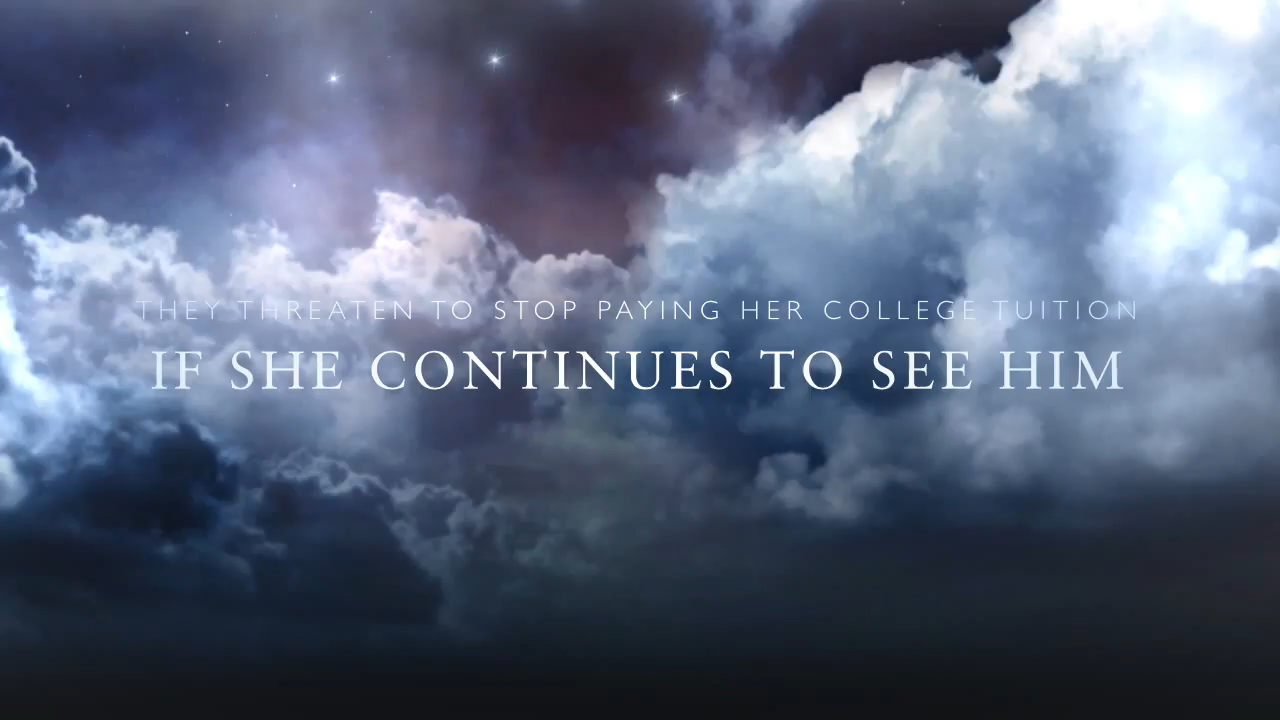 THEY THREATEN TO STOP PAYING HER COLLEGE TUITION
IF SHE CONTINUES TO SEE HIM